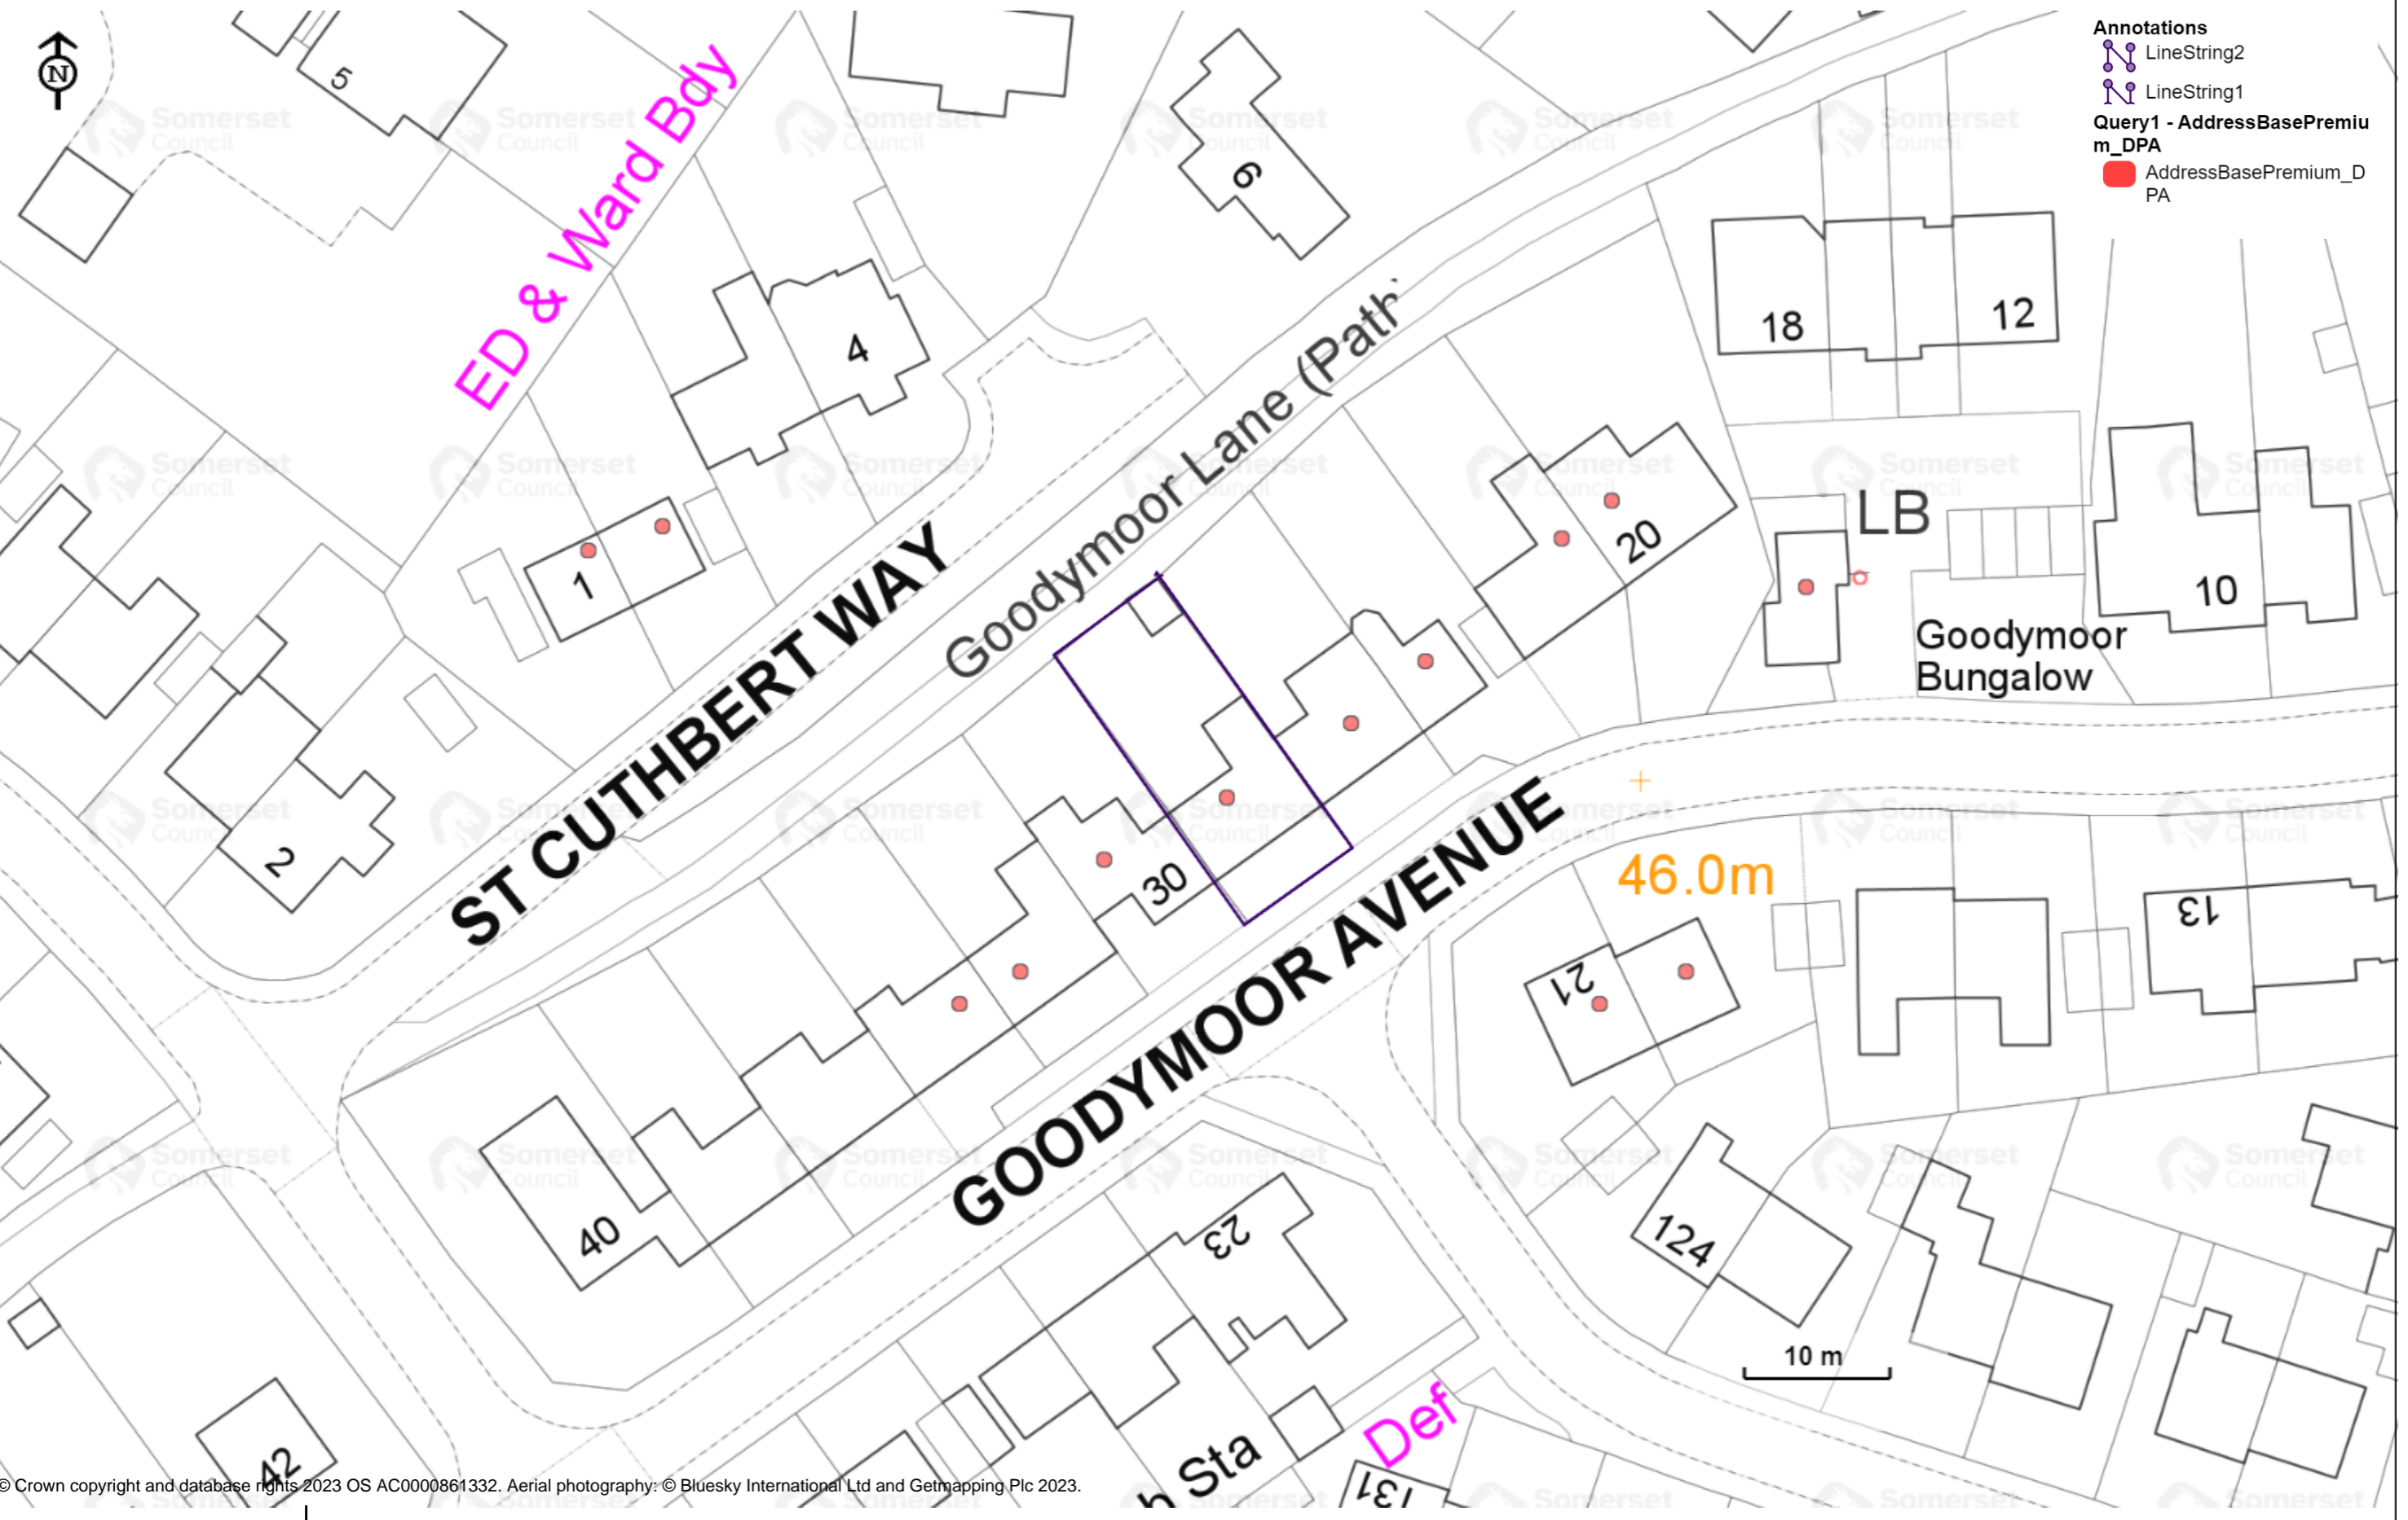 N
Annotations
LineString2
LineString1
Query1 - AddressBasePremiu
m_DPA
AddressBasePremium_D
PA
5
ED & Ward Bdy
6
4
18
12
1
Goodymoor Lane (Path)
20
LB
10
Goodymoor
Bungalow
ST CUTHBERT WAY
2
30
GOODYMOOR AVENUE
46.0m
21
13
40
23
124
10 m
Def
42
Sta
131
© Crown copyright and database rights 2023 OS AC0000861332. Aerial photography: © Bluesky International Ltd and Getmapping Plc 2023.
Somerset
Council